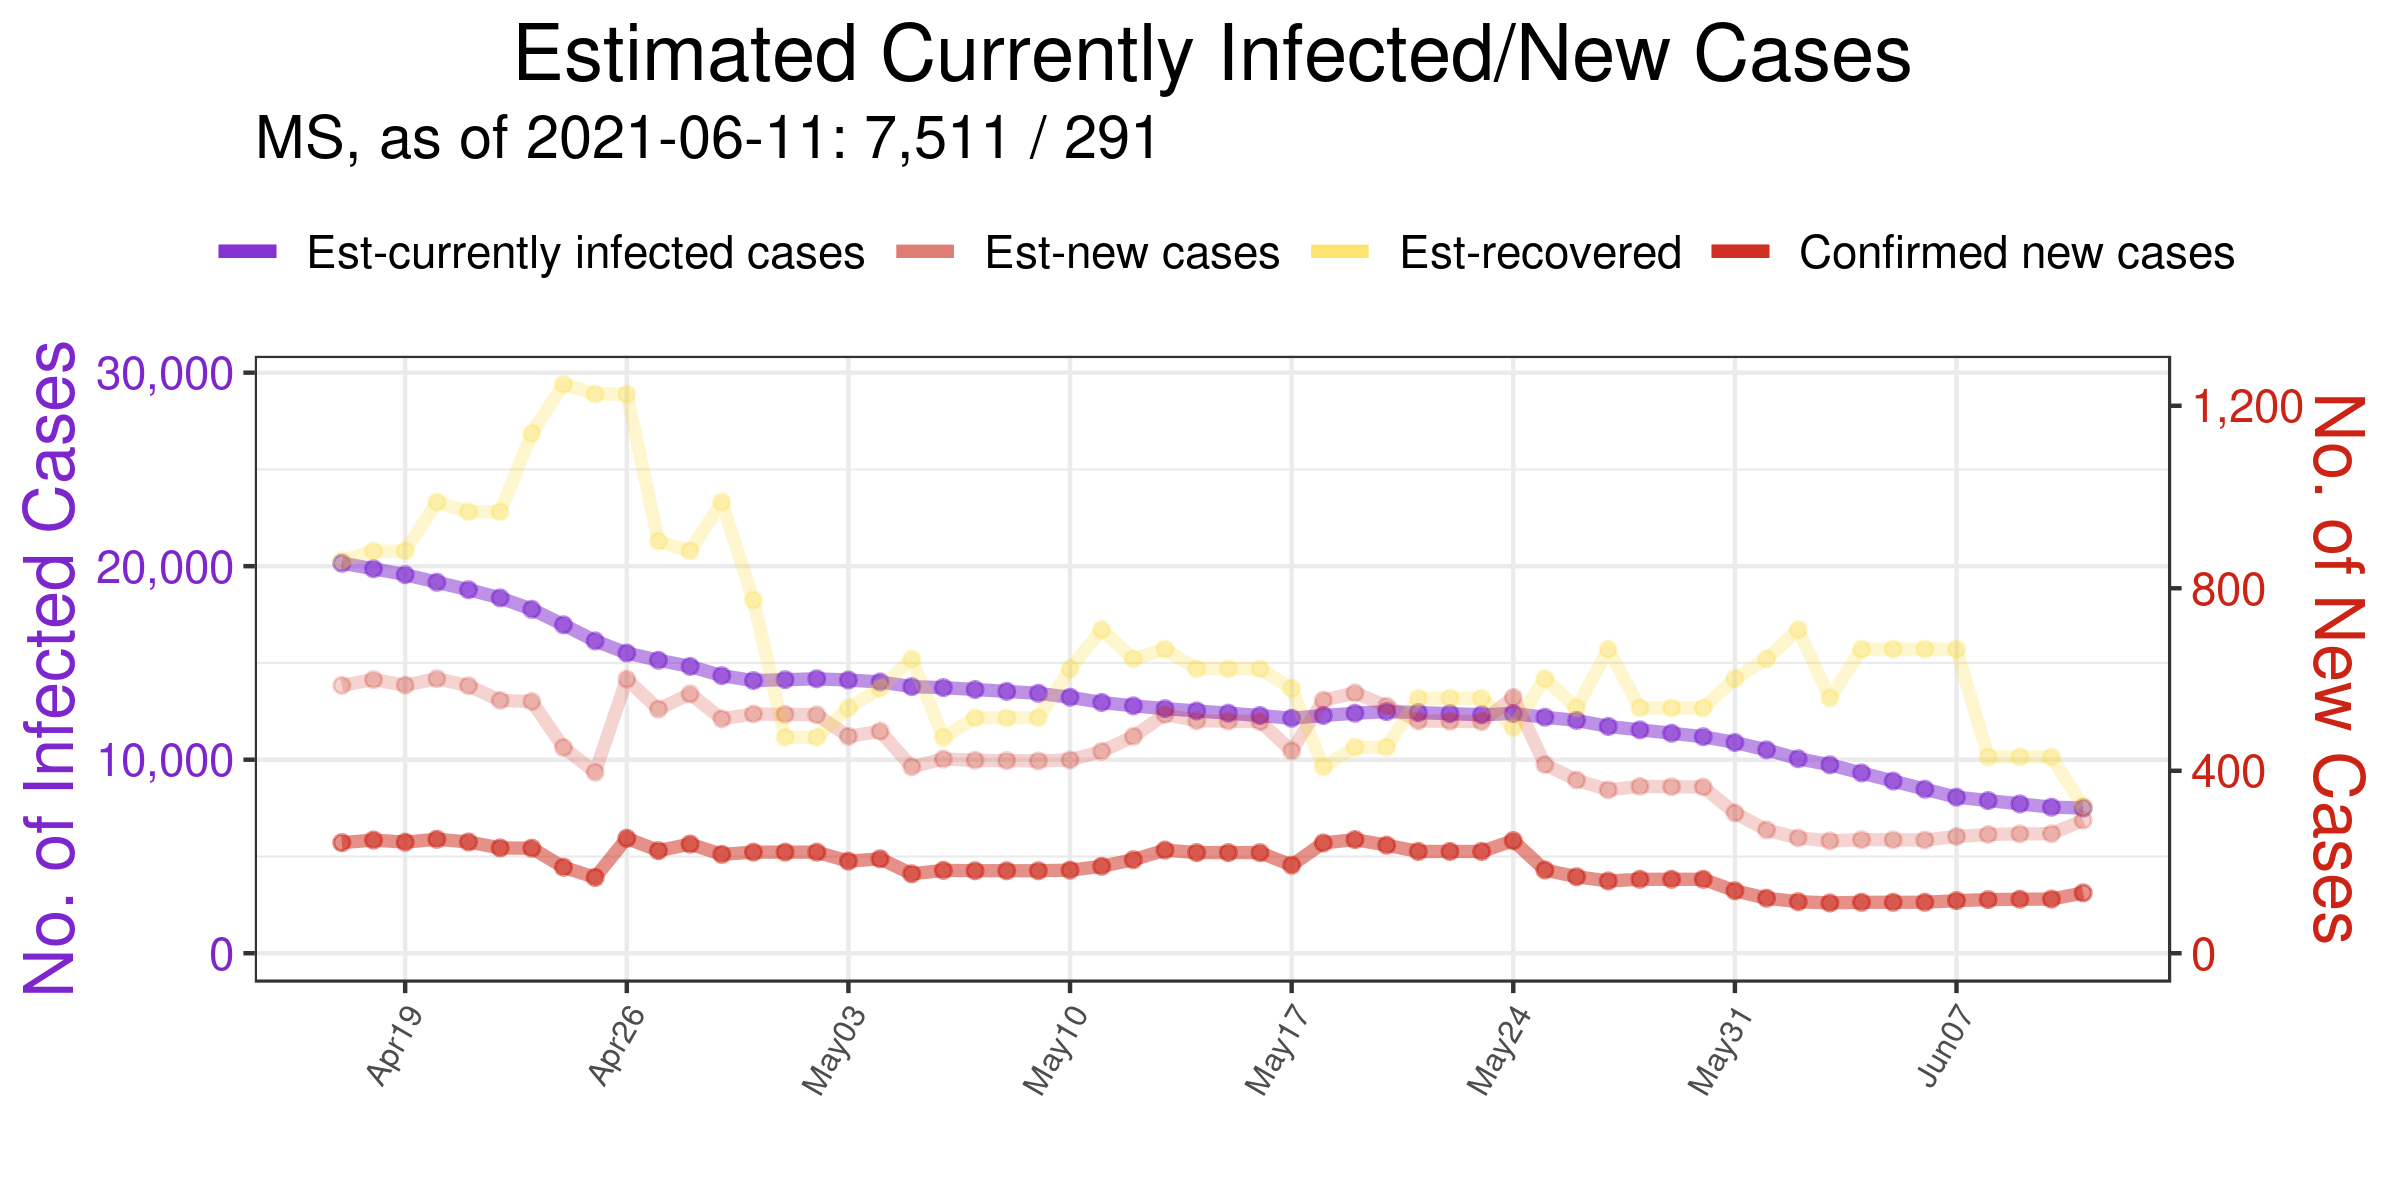 Estimated Currently Infected/New Cases
MS, as of 2021-06-11: 7,511 / 291
Est-currently infected cases Est-new cases Est-recovered Confirmed new cases
No. of Infected Cases
30,000
20,000
10,000
0
1,200
800
400
0
No. of New Cases
Apr19 Apr26 May03 May10 May17 May24 May31 Jun07